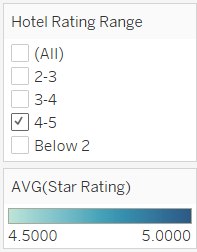 Hotel Rating Range
(All)
2-3
3-4
4-5
Below 2
AVG(Star Rating)
4.5000 5.0000